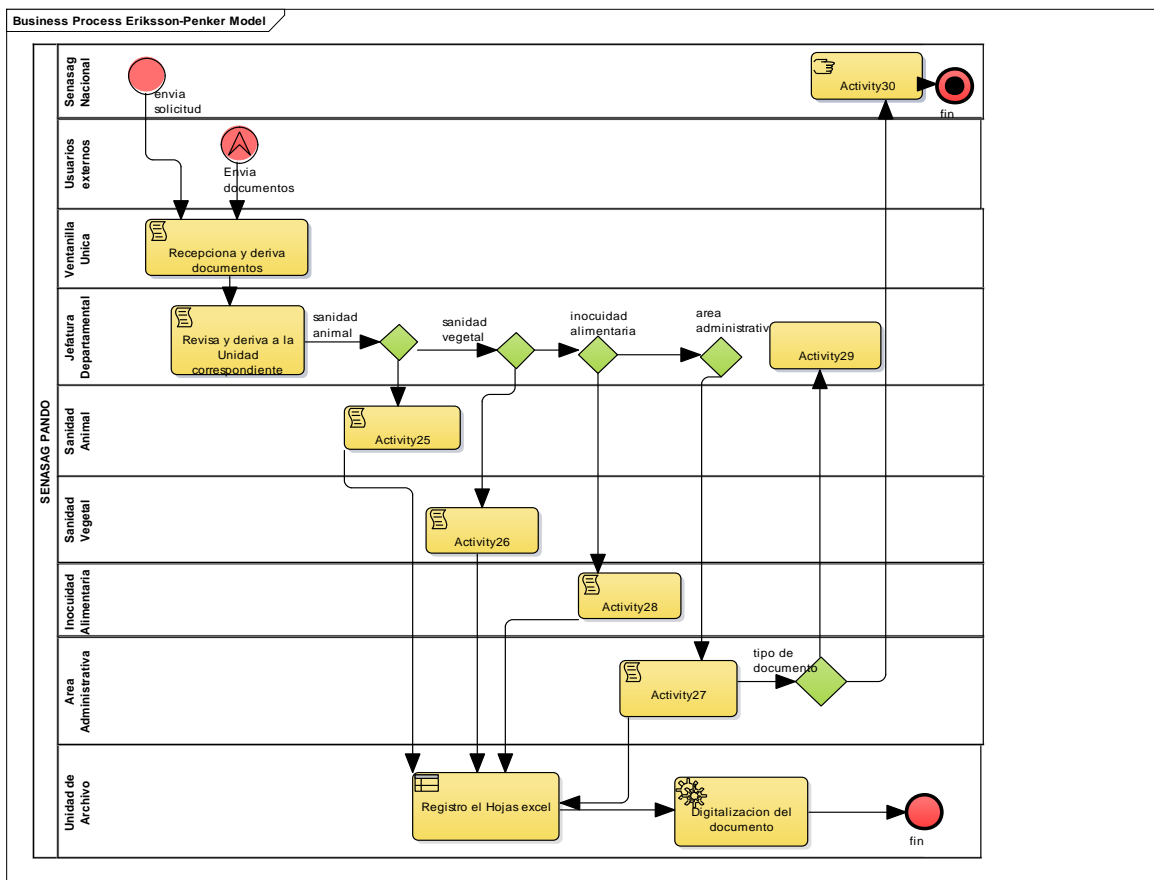 Business Process Eriksson-Penker Model
SENASAG PANDO
Senasag
Nacional
envia
solicitud
Activity30
fin
Usuarios
externos
Envia
documentos
Ventanilla
Unica
Recepciona y deriva
documentos
Jefatura
Departamental
Revisa y deriva a la
Unidad
correspondiente
sanidad
animal
sanidad
vegetal
inocuidad
alimentaria
area
administrativ
Activity29
Sanidad
Animal
Activity25
Sanidad
Vegetal
Activity26
Inocuidad
Alimentaria
Activity28
Area
Administrativa
Activity27
tipo de
documento
Unidad de
Archivo
Registro el Hojas excel
Digitalizacion del
documento
fin